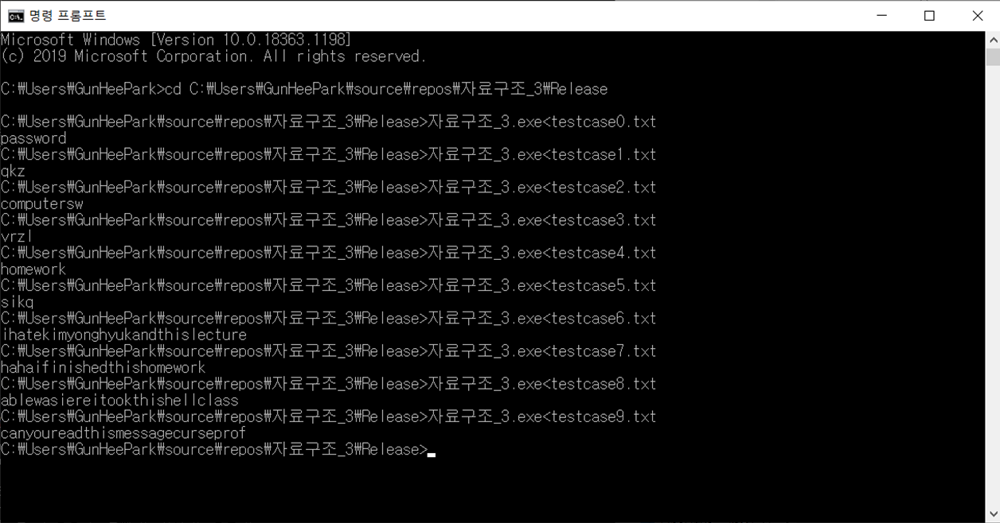 명령 프롬프트
Microsoft Windows [Version 10.0.18363.1198]
(c) 2019 Microsoft Corporation. All rights reserved.
C:₩Users₩GunHeePark>cd C:₩Users₩GunHeePark₩source₩repos₩자료구조_3₩Release
C:₩Users₩GunHeePark₩source₩repos₩자료구조_3₩Release>자료구조_3.exe<testcase0.txt
password
C:₩Users₩GunHeePark₩source₩repos₩자료구조_3₩Release>자료구조_3.exe<testcase1.txt
qkz
C:₩Users₩GunHeePark₩source₩repos₩자료구조_3₩Release>자료구조_3.exe<testcase2.txt
computersw
C:₩Users₩GunHeePark₩source₩repos₩자료구조_3₩Release>자료구조_3.exe<testcase3.txt
vrzl
C:₩Users₩GunHeePark₩source₩repos₩자료구조_3₩Release>자료구조_3.exe<testcase4.txt
homework
C:₩Users₩GunHeePark₩source₩repos₩자료구조_3₩Release>자료구조_3.exe<testcase5.txt
sikq
C:₩Users₩GunHeePark₩source₩repos₩자료구조_3₩Release>자료구조_3.exe<testcase6.txt
ihatekimyonghyukandthislecture
C:₩Users₩GunHeePark₩source₩repos₩자료구조_3₩Release>자료구조_3.exe<testcase7.txt
hahaifinishedthishomework
C:₩Users₩GunHeePark₩source₩repos₩자료구조_3₩Release>자료구조_3.exe<testcase8.txt
ablewasiereitookthishellclass
C:₩Users₩GunHeePark₩source₩repos₩자료구조_3₩Release>자료구조_3.exe<testcase9.txt
canyoureadthismessagecurseprof
C:₩Users₩GunHeePark₩source₩repos₩자료구조_3₩Release>